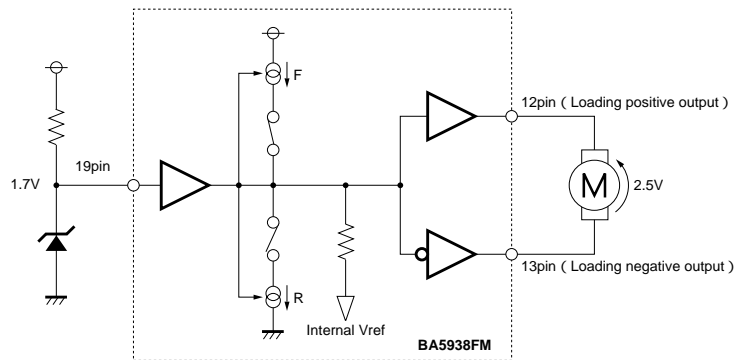 F
12pin ( Loading positive output )
19pin
1.7V
M
2.5V
13pin ( Loading negative output )
R
Internal Vref
BA5938FM